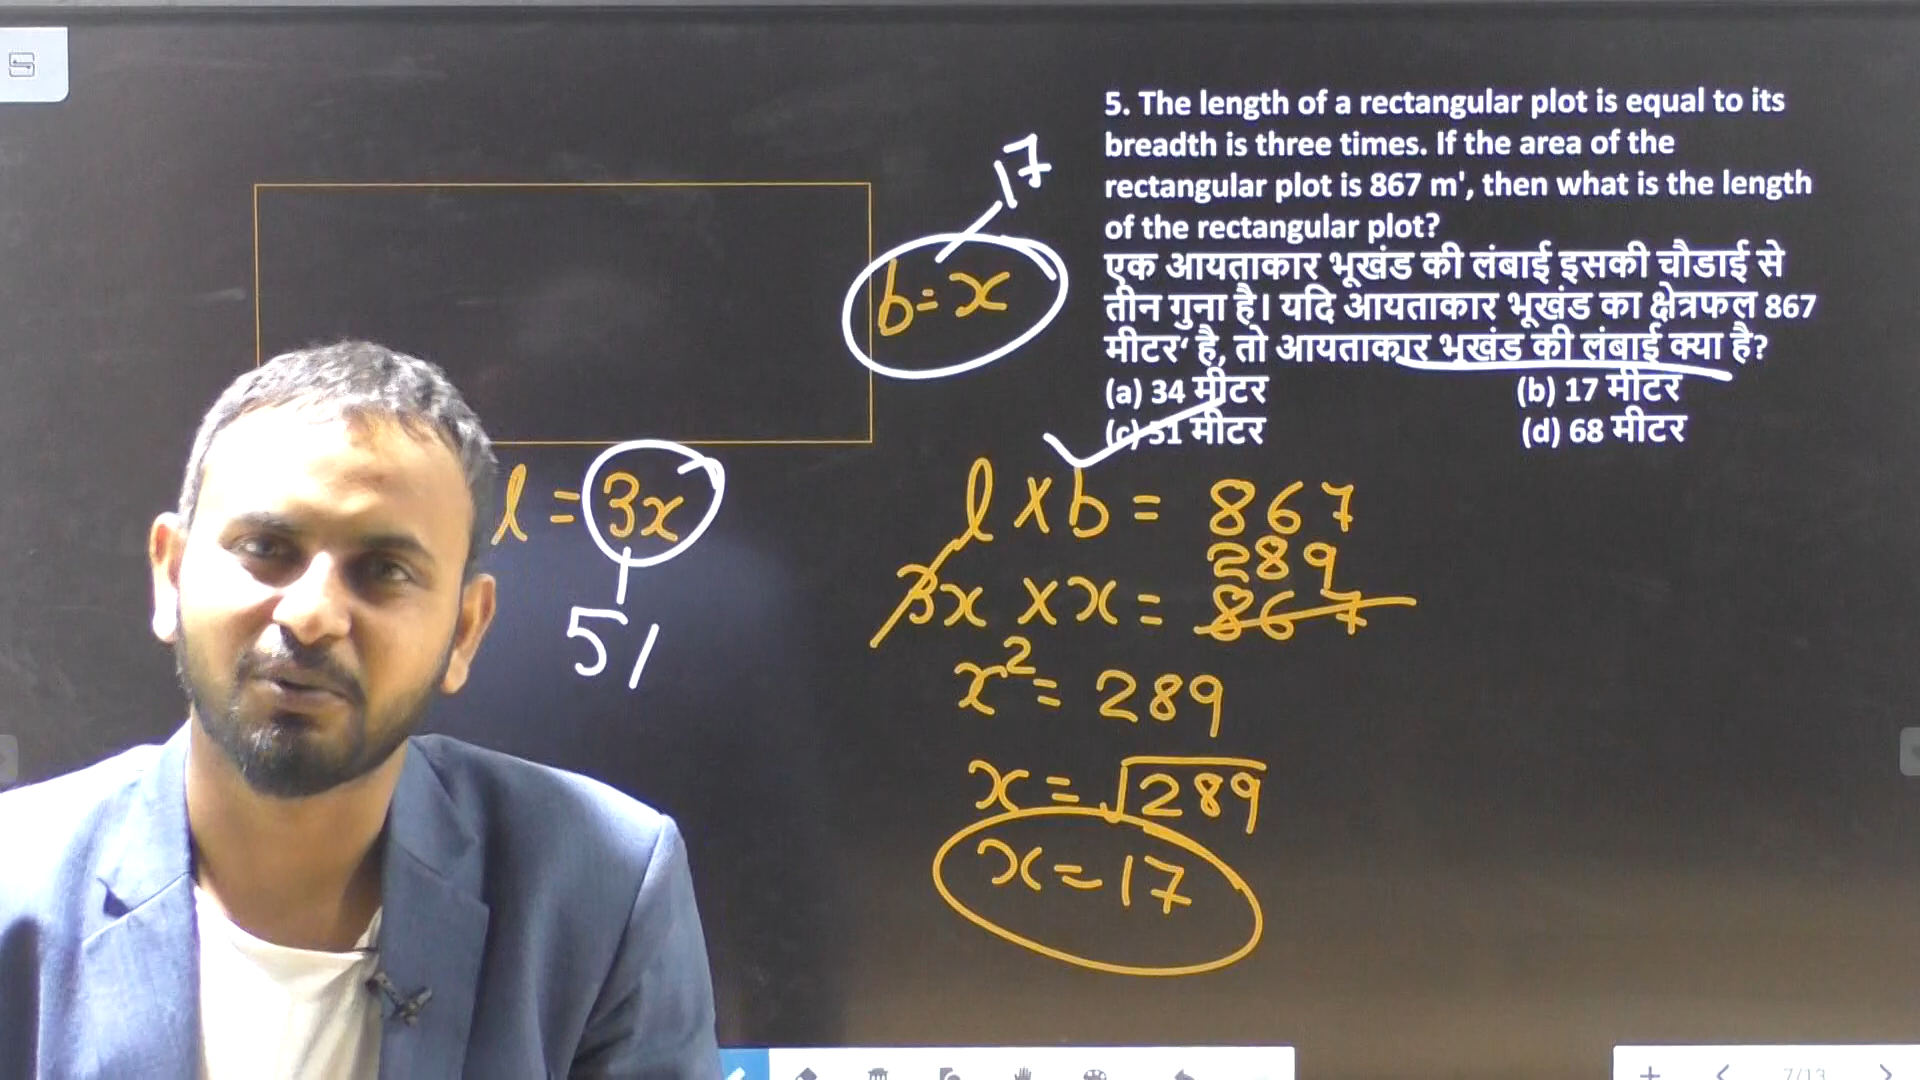 5. The length of a rectangular plot is equal to its
breadth is three times. If the area of the
rectangular plot is 867 m', then what is the length
of the rectangular plot?
एक आयताकार भूखंड की लंबाई इसकी चौडाई से
तीन गुना है। यदि आयताकार भूखंड का क्षेत्रफल 867
मीटर‘ है, तो आयताकार भूखंड की लंबाई क्या है?
(a) 34 मीटर (b) 17 मीटर
(c) 51 मीटर (d) 68 मीटर
17
b = x
l = 3x
51
l x b = 867
289
3x x x = 867
x² = 289
x = √289
x = 17
7/13